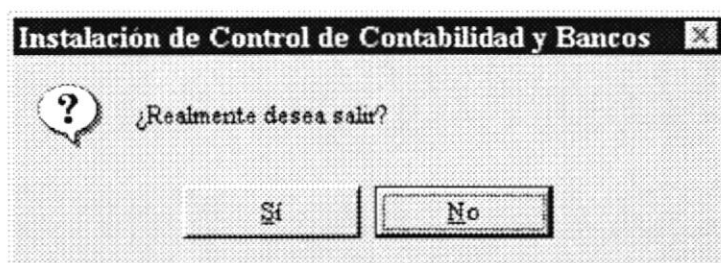 Instalación de Control de Contabilidad y Bancos
¿Realmente desea salir?
Sí No